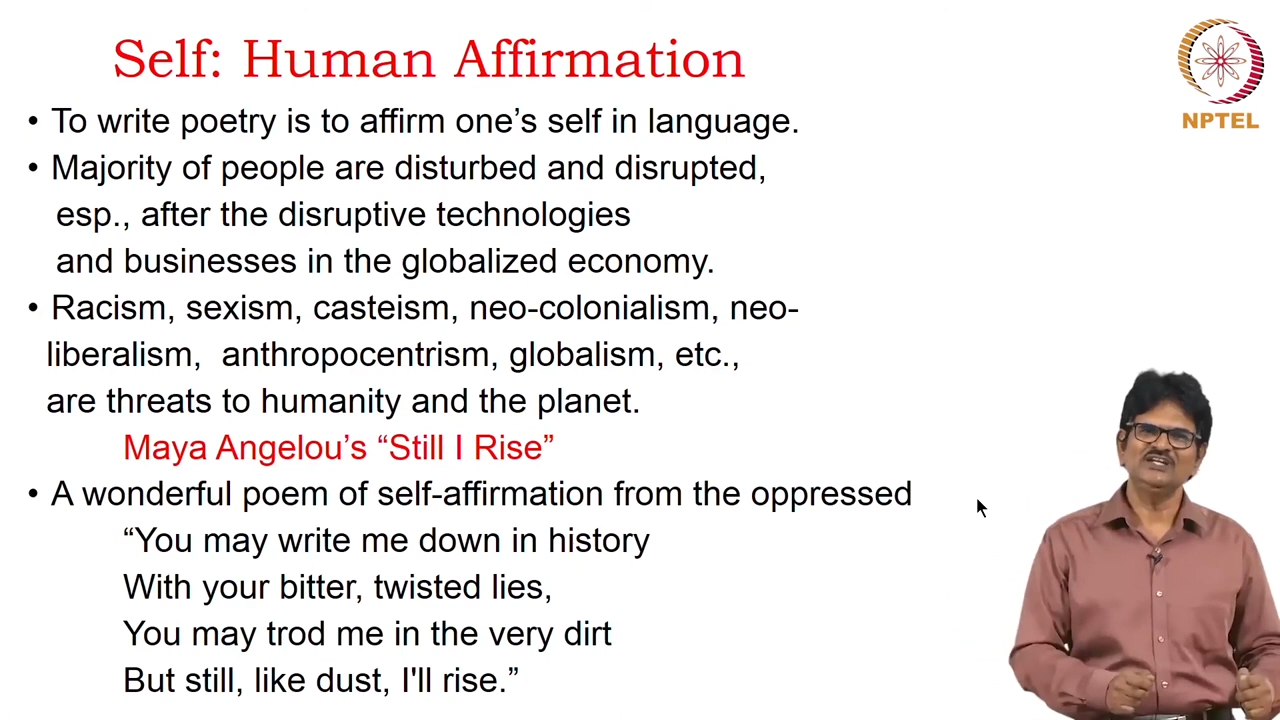 Self: Human Affirmation
NPTEL
• To write poetry is to affirm one’s self in language.
• Majority of people are disturbed and disrupted,
esp., after the disruptive technologies
and businesses in the globalized economy.
• Racism, sexism, casteism, neo-colonialism, neo-
liberalism, anthropocentrism, globalism, etc.,
are threats to humanity and the planet.
Maya Angelou’s “Still I Rise”
• A wonderful poem of self-affirmation from the oppressed
“You may write me down in history
With your bitter, twisted lies,
You may trod me in the very dirt
But still, like dust, I'll rise.”